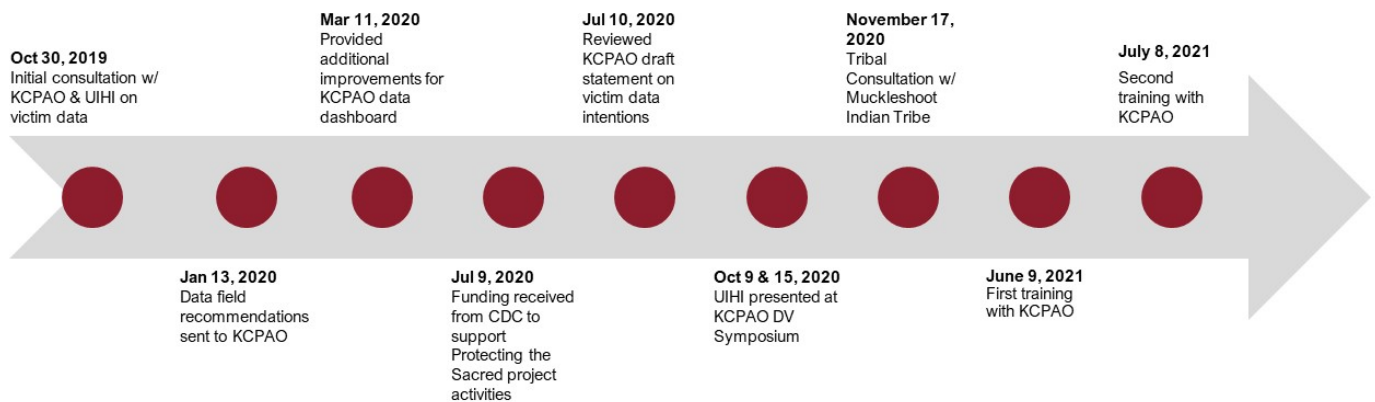 Oct 30, 2019
Initial consultation w/
KCPAO & UIHI on
victim data
Jan 13, 2020
Data field
recommendations
sent to KCPAO
Mar 11, 2020
Provided
additional
improvements for
KCPAO data
dashboard
Jul 9, 2020
Funding received
from CDC to
support
Protecting the
Sacred project
activities
Jul 10, 2020
Reviewed
KCPAO draft
statement on
victim data
intentions
Oct 9 & 15, 2020
UIHI presented at
KCPAO DV
Symposium
November 17,
2020
Tribal
Consultation w/
Muckleshoot
Indian Tribe
June 9, 2021
First training
with KCPAO
July 8, 2021
Second
training with
KCPAO